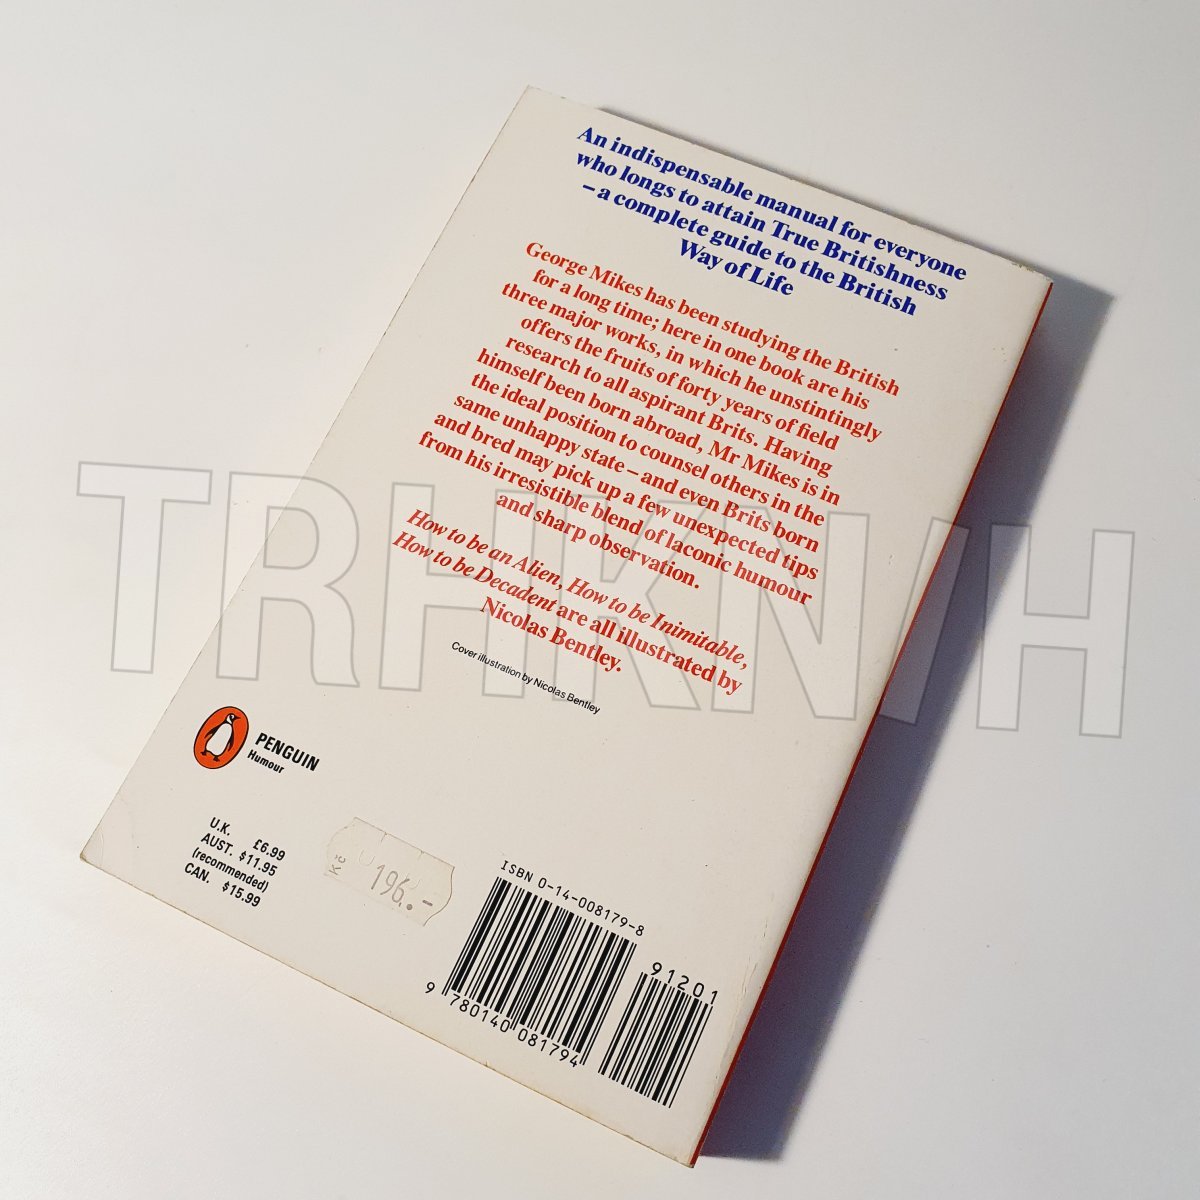 An indispensable manual for everyone
who longs to attain True Britishness
– a complete guide to the British
Way of Life
George Mikes has been studying the British
for a long time; here in one book are his
three major works, in which he unstintingly
offers the fruits of forty years of field
research to all aspirant Brits. Having
himself been born abroad, Mr Mikes is in
the ideal position to counsel others in the
same unhappy state – and even Brits born
and bred may pick up a few unexpected tips
from his irresistible blend of laconic humour
and sharp observation.
How to be an Alien, How to be Inimitable,
How to be Decadent are all illustrated by
Nicolas Bentley.
Cover illustration by Nicolas Bentley
PENGUIN
Humour
U.K. £6.99
AUST. $11.95
(recommended)
CAN. $15.99
Kč 196.-
ISBN 0-14-008179-8
91201
9 780140 081794
TRHKNIH